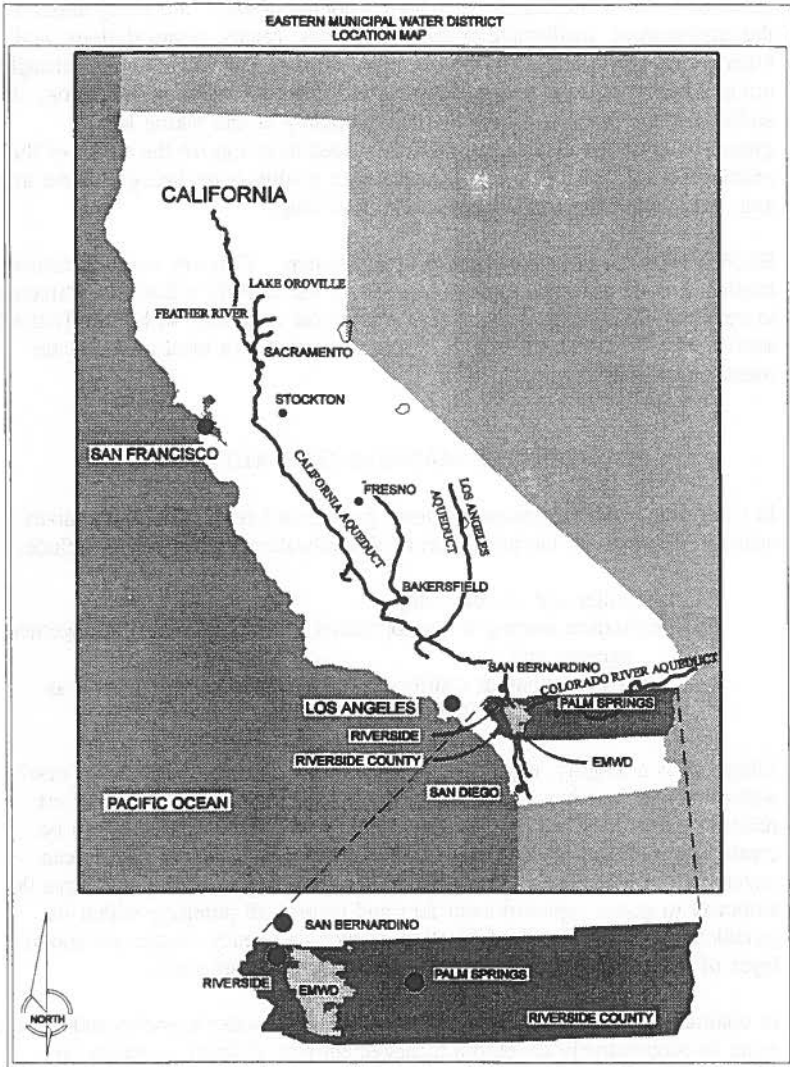 EASTERN MUNICIPAL WATER DISTRICT
LOCATION MAP
CALIFORNIA
LAKE OROVILLE
FEATHER RIVER
SACRAMENTO
STOCKTON
SAN FRANCISCO
CALIFORNIA AQUEDUCT
FRESNO
LOS ANGELES
AQUEDUCT
BAKERSFIELD
SAN BERNARDINO
COLORADO RIVER AQUEDUCT
LOS ANGELES
PALM SPRINGS
RIVERSIDE
RIVERSIDE COUNTY
EMWD
SAN DIEGO
PACIFIC OCEAN
SAN BERNARDINO
RIVERSIDE
EMWD
PALM SPRINGS
RIVERSIDE COUNTY
NORTH